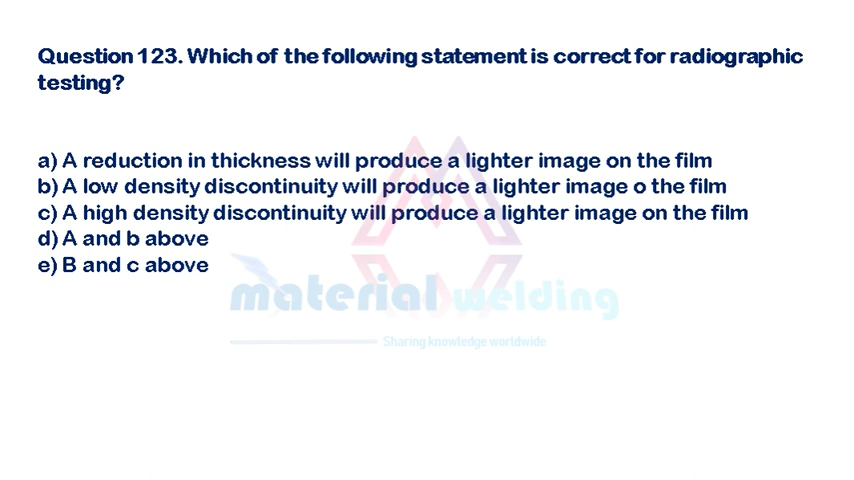 Question 123. Which of the following statement is correct for radiographic
testing?
a) A reduction in thickness will produce a lighter image on the film
b) A low density discontinuity will produce a lighter image o the film
c) A high density discontinuity will produce a lighter image on the film
d) A and b above
e) B and c above
material welding
Sharing knowledge worldwide